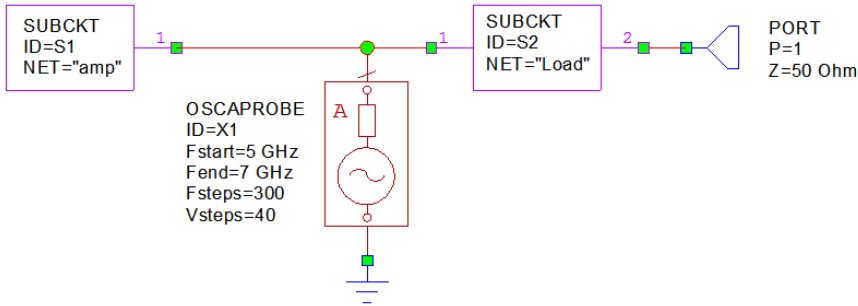 SUBCKT
ID=S1
NET="amp"
1
1
SUBCKT
ID=S2
NET="Load"
2
PORT
P=1
Z=50 Ohm
OSCAPROBE
ID=X1
Fstart=5 GHz
Fend=7 GHz
Fsteps=300
Vsteps=40
A